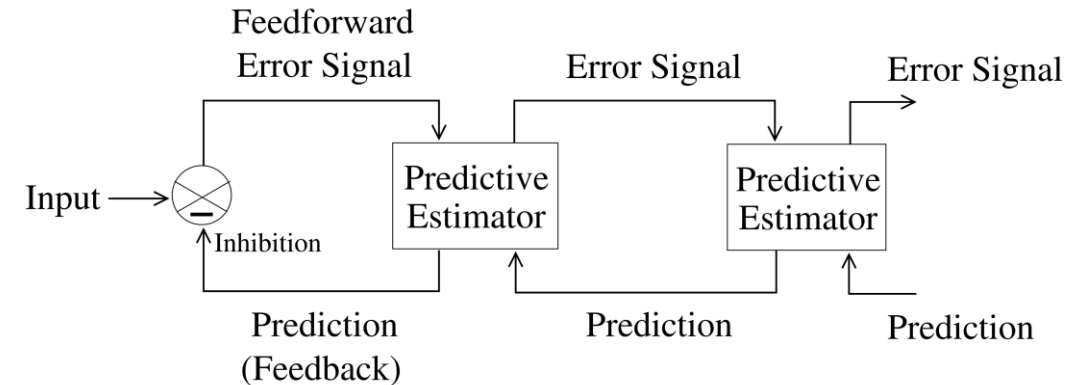 Feedforward
Error Signal
Error Signal
Error Signal
Input
Predictive
Estimator
Predictive
Estimator
Inhibition
Prediction
(Feedback)
Prediction
Prediction